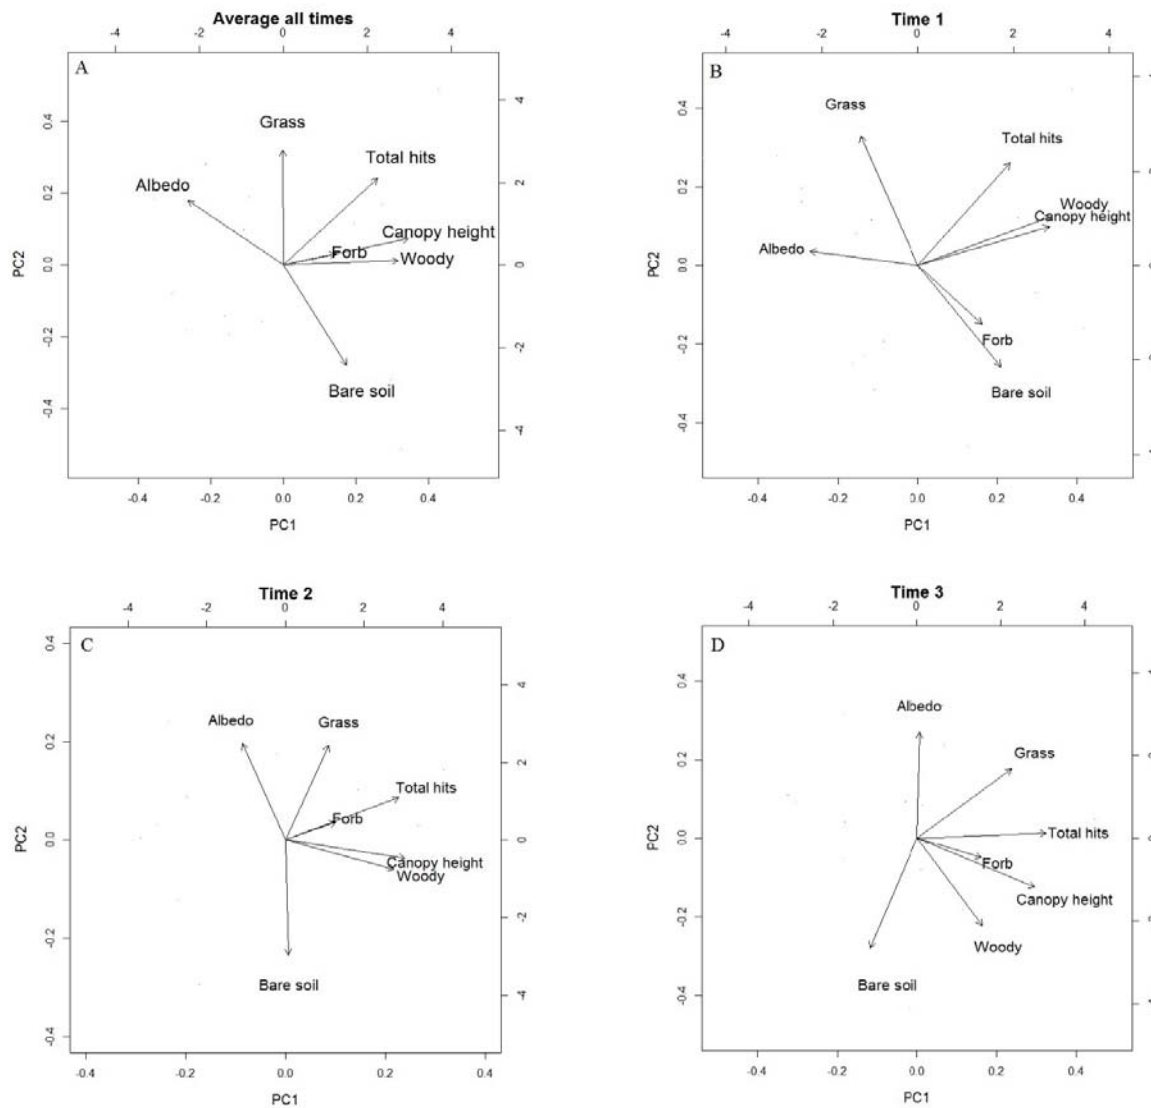 Average all times
-4 -2 0 2 4
A
Grass
Total hits
Albedo
Canopy height
Forb
Woody
Bare soil
PC2
0.4
0.2
0.0
-0.2
-0.4
4
2
0
-2
-4
-0.4 -0.2 0.0 0.2 0.4
PC1
Time 1
-4 -2 0 2 4
B
Grass
Total hits
Woody
Canopy height
Albedo
Forb
Bare soil
PC2
0.4
0.2
0.0
-0.2
-0.4
-0.4 -0.2 0.0 0.2 0.4
PC1
Time 2
-4 -2 0 2 4
C
Albedo
Grass
Total hits
Forb
Canopy height
Woody
Bare soil
PC2
0.4
0.2
0.0
-0.2
-0.4
4
2
0
-2
-4
-0.4 -0.2 0.0 0.2 0.4
PC1
Time 3
-4 -2 0 2 4
D
Albedo
Grass
Total hits
Forb
Canopy height
Woody
Bare soil
PC2
0.4
0.2
0.0
-0.2
-0.4
-0.4 -0.2 0.0 0.2 0.4
PC1